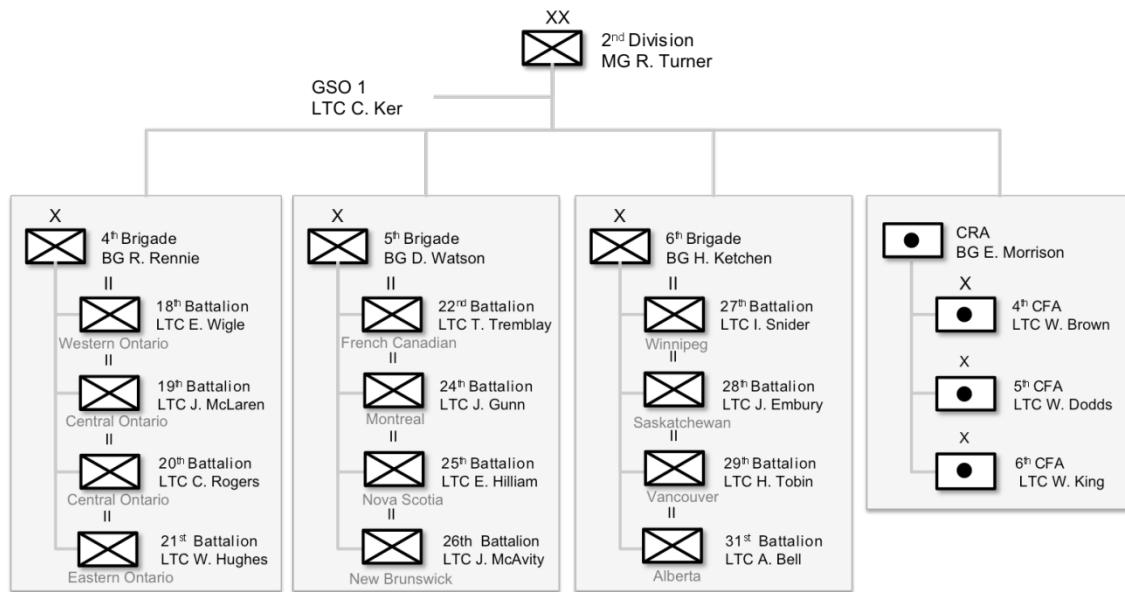 XX
2nd Division
MG R. Turner
GSO 1
LTC C. Ker
X
4th Brigade
BG R. Rennie
II
18th Battalion
LTC E. Wigle
Western Ontario
II
19th Battalion
LTC J. McLaren
Central Ontario
II
20th Battalion
LTC C. Rogers
Central Ontario
II
21st Battalion
LTC W. Hughes
Eastern Ontario
X
5th Brigade
BG D. Watson
II
22nd Battalion
LTC T. Tremblay
French Canadian
II
24th Battalion
LTC J. Gunn
Montreal
II
25th Battalion
LTC E. Hilliam
Nova Scotia
II
26th Battalion
LTC J. McAvity
New Brunswick
X
6th Brigade
BG H. Ketchen
II
27th Battalion
LTC I. Snider
Winnipeg
II
28th Battalion
LTC J. Embury
Saskatchewan
II
29th Battalion
LTC H. Tobin
Vancouver
II
31st Battalion
LTC A. Bell
Alberta
CRA
BG E. Morrison
X
4th CFA
LTC W. Brown
X
5th CFA
LTC W. Dodds
X
6th CFA
LTC W. King